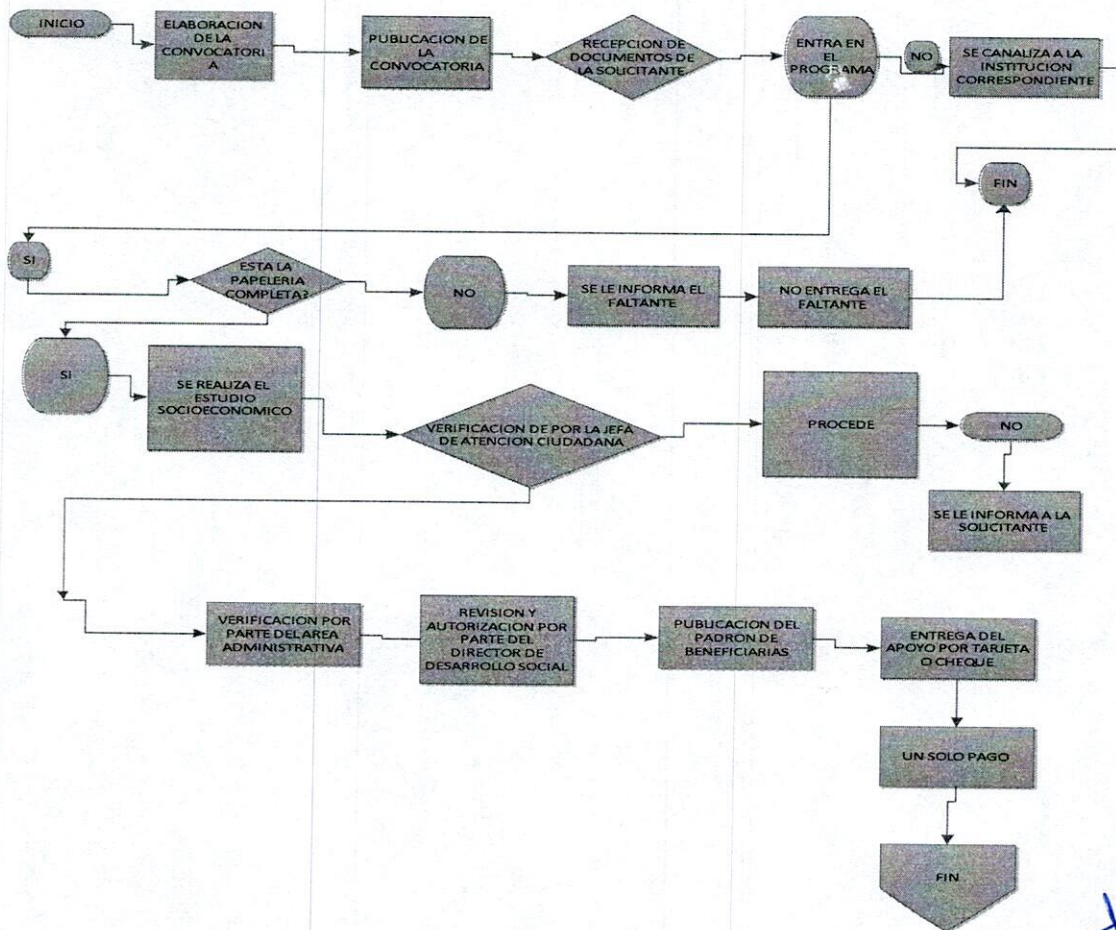 INICIO
ELABORACION
DE LA
CONVOCATORI
A
PUBLICACION DE
LA
CONVOCATORIA
RECEPCION DE
DOCUMENTOS DE
LA SOLICITANTE
ENTRA EN
EL
PROGRAMA
NO
SE CANALIZA A LA
INSTITUCION
CORRESPONDIENTE
FIN
SI
ESTA LA
PAPELERIA
COMPLETA?
NO
SE LE INFORMA EL
FALTANTE
NO ENTREGA EL
FALTANTE
SI
SE REALIZA EL
ESTUDIO
SOCIOECONOMICO
VERIFICACION DE POR LA JEFA
DE ATENCION CIUDADANA
PROCEDE
NO
SE LE INFORMA A LA
SOLICITANTE
VERIFICACION POR
PARTE DEL AREA
ADMINISTRATIVA
REVISION Y
AUTORIZACION POR
PARTE DEL
DIRECTOR DE
DESARROLLO SOCIAL
PUBLICACION DEL
PADRON DE
BENEFICIARIAS
ENTREGA DEL
APOYO POR TARJETA
O CHEQUE
UN SOLO PAGO
FIN